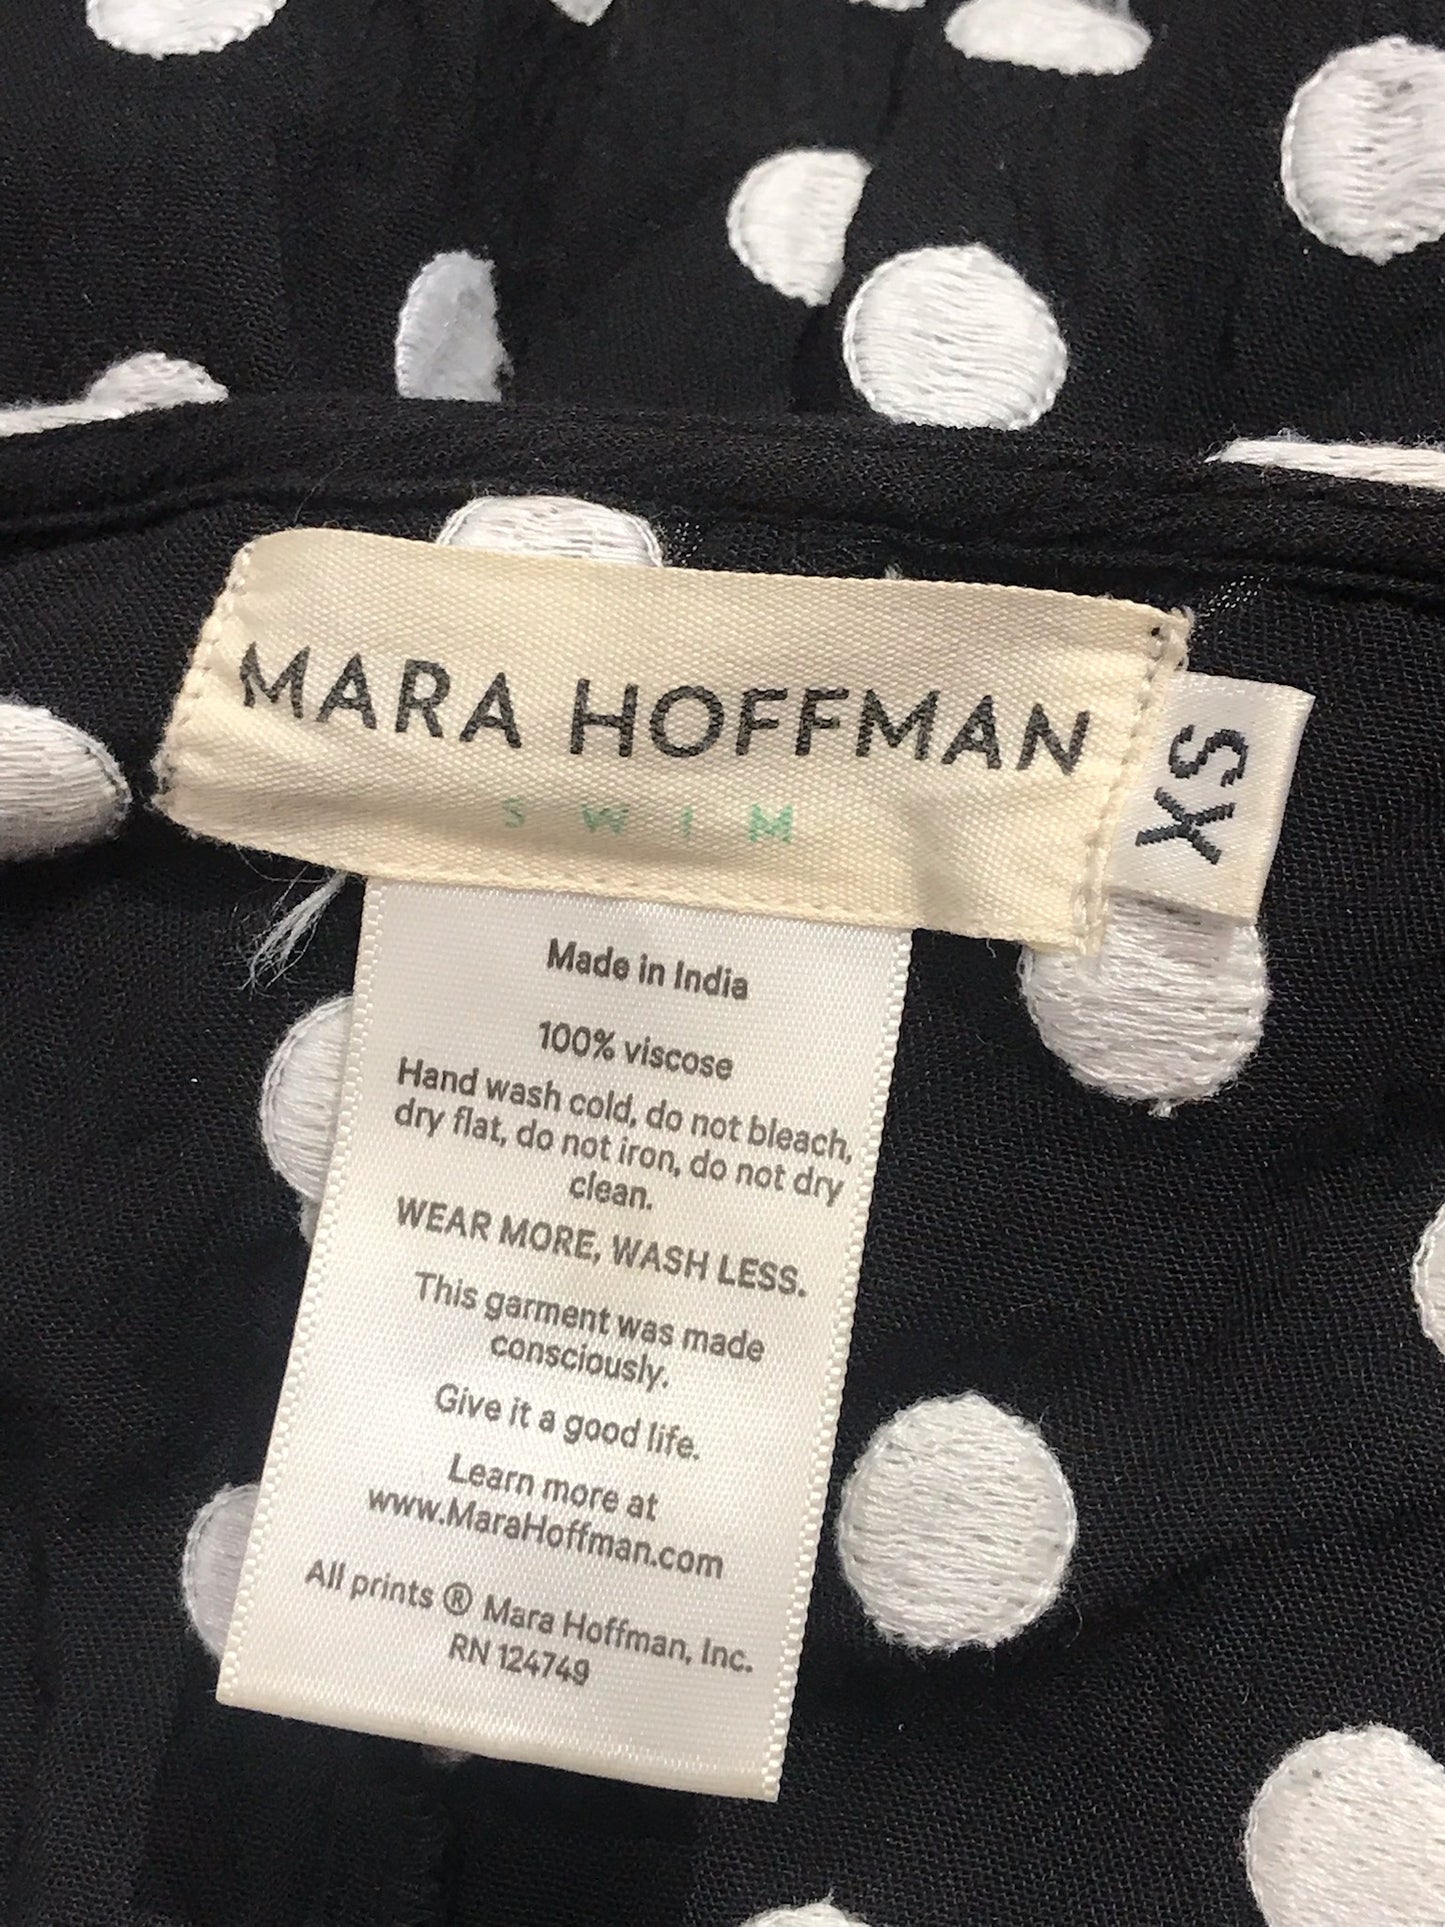 MARA HOFFMAN
SWIM
XS
Made in India
100% viscose
Hand wash cold, do not bleach,
dry flat, do not iron, do not dry
clean.
WEAR MORE, WASH LESS.
This garment was made
consciously.
Give it a good life.
Learn more at
www.MaraHoffman.com
All prints ® Mara Hoffman, Inc.
RN 124749